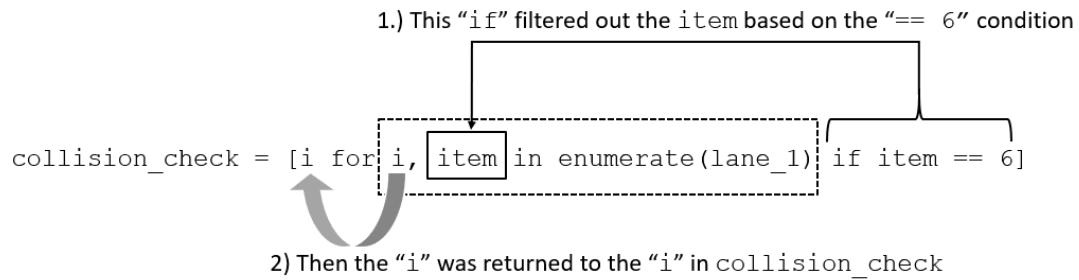 1.) This “if” filtered out the item based on the “== 6” condition
collision_check = [i for i, item in enumerate(lane_1) if item == 6]
2) Then the “i” was returned to the “i” in collision_check